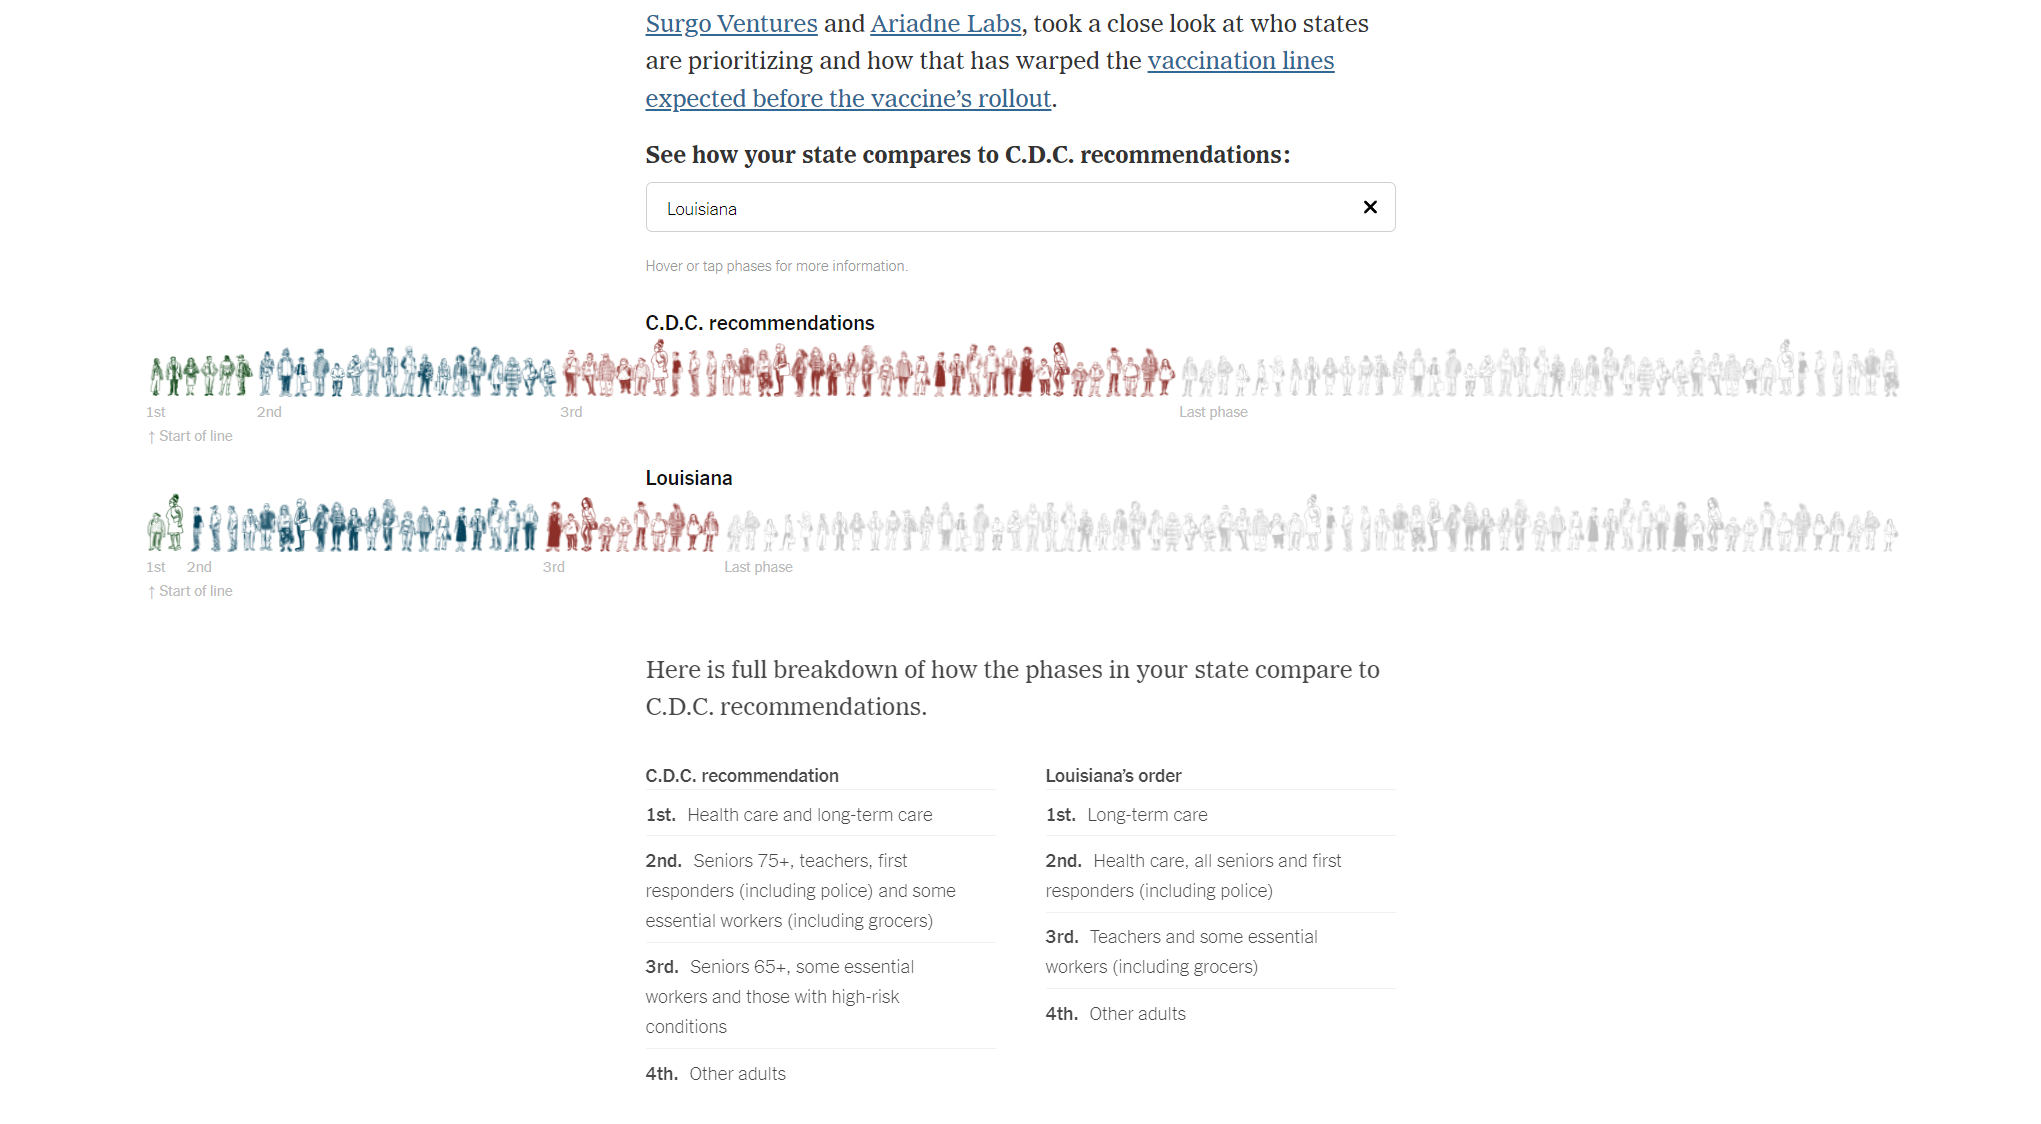 Surgo Ventures and Ariadne Labs, took a close look at who states
are prioritizing and how that has warped the vaccination lines
expected before the vaccine’s rollout.
See how your state compares to C.D.C. recommendations:
Louisiana
Hover or tap phases for more information.
C.D.C. recommendations
1st 2nd 3rd Last phase
↑ Start of line
Louisiana
1st 2nd 3rd Last phase
↑ Start of line
Here is full breakdown of how the phases in your state compare to
C.D.C. recommendations.
C.D.C. recommendation
1st. Health care and long-term care
2nd. Seniors 75+, teachers, first
responders (including police) and some
essential workers (including grocers)
3rd. Seniors 65+, some essential
workers and those with high-risk
conditions
4th. Other adults
Louisiana’s order
1st. Long-term care
2nd. Health care, all seniors and first
responders (including police)
3rd. Teachers and some essential
workers (including grocers)
4th. Other adults